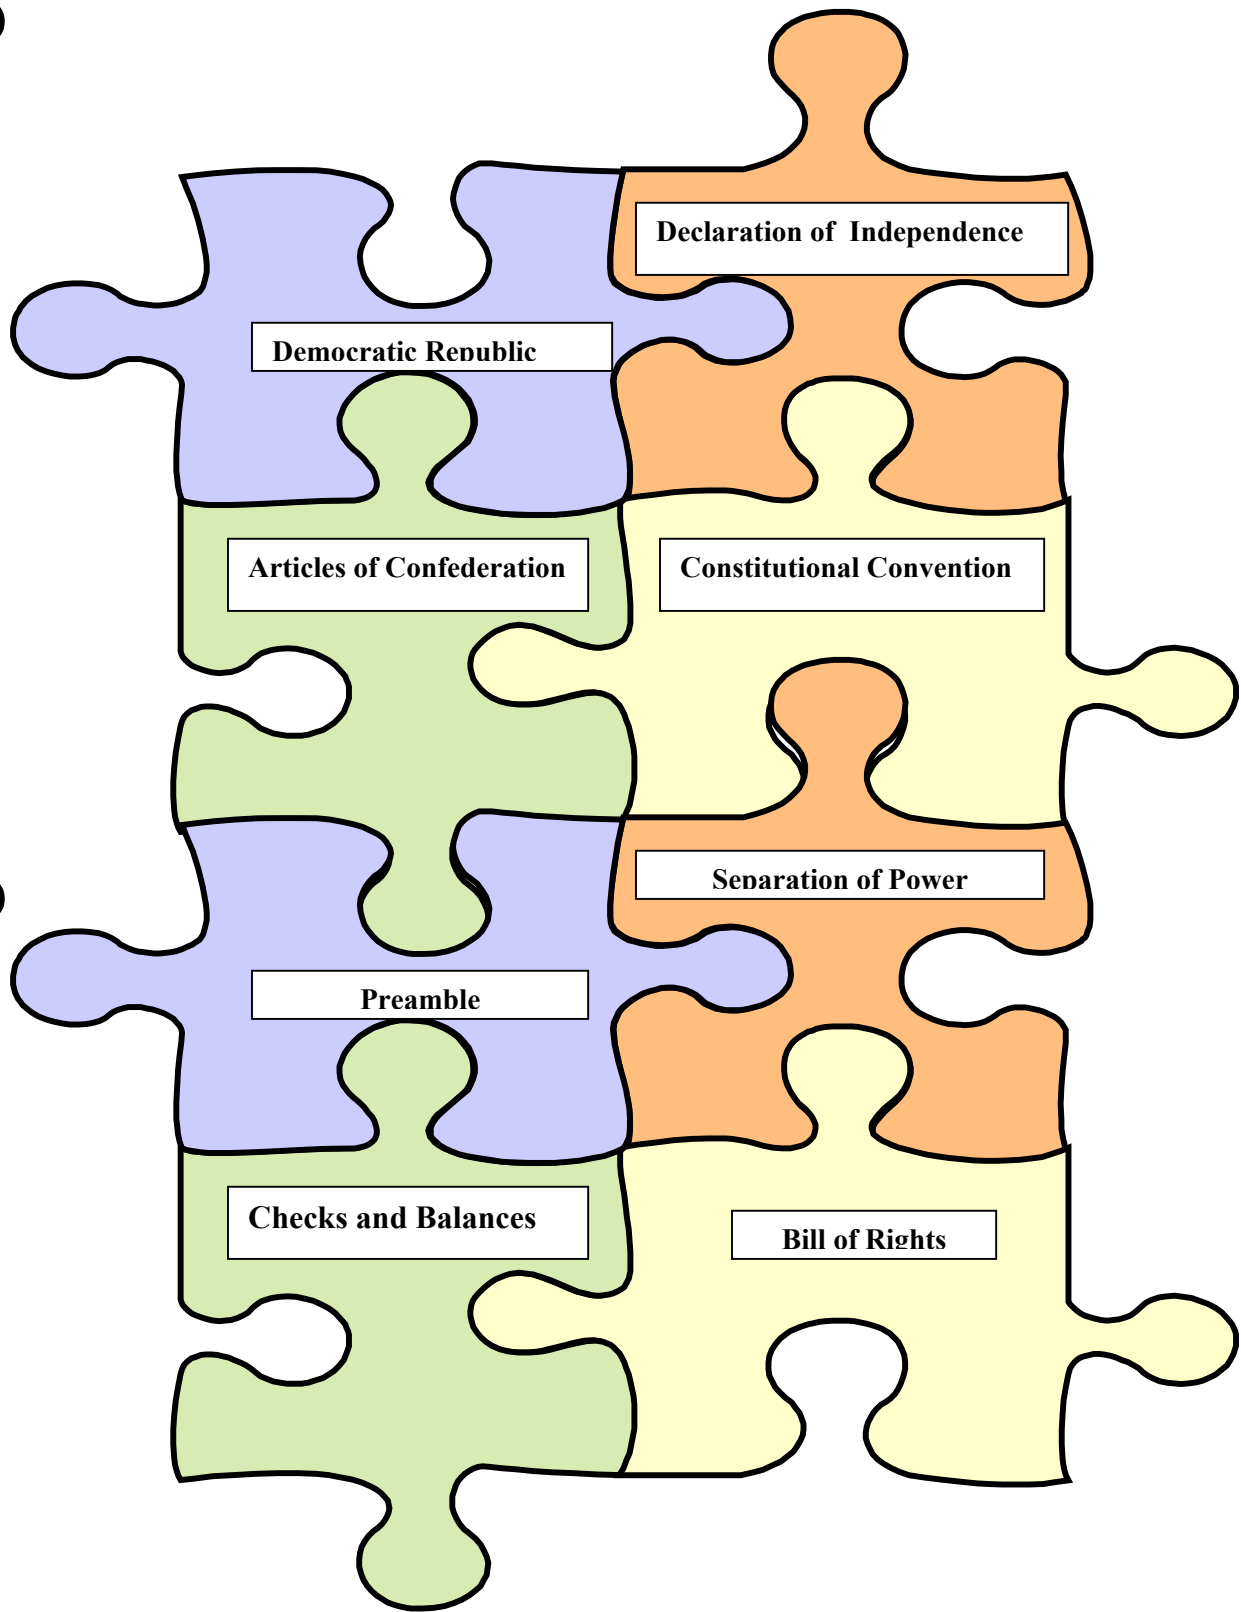 Declaration of Independence
Democratic Republic
Articles of Confederation
Constitutional Convention
Separation of Power
Preamble
Checks and Balances
Bill of Rights